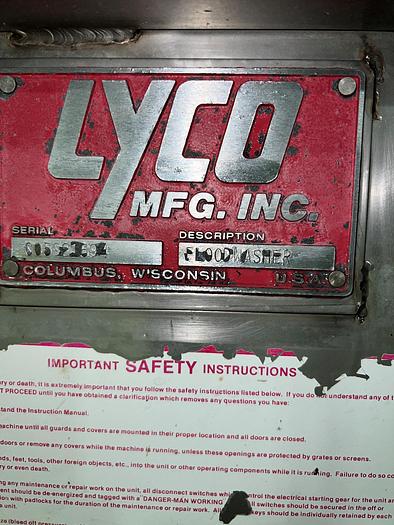 LYCO
MFG. INC.
SERIAL
DESCRIPTION
FLOODWASHER
COLUMBUS, WISCONSIN U.S.A.
IMPORTANT SAFETY INSTRUCTIONS
ry or death, it is extremely important that you follow the safety instructions listed below. If you do not understand any of t
T PROCEED until you have obtained a clarification which removes any questions you have:
stand the Instruction Manual.
machine until all guards and covers are mounted in their proper location and all doors are closed.
doors or remove any covers while the machine is running, unless these openings are protected by grates or screens.
nds, feet, tools, other foreign objects, etc., into the unit or other operating components while it is running. Failure to do so co
ry or even death.
ing any maintenance or repair work on the unit, all disconnect switches which control the electrical starting gear for the unit ar
ent should be de-energized and tagged with a "DANGER-MAN WORKING switches should be secured in the off or
on with padlocks for the duration of the maintenance or repair work. All keys should be individually retained by each
ze (bleed off